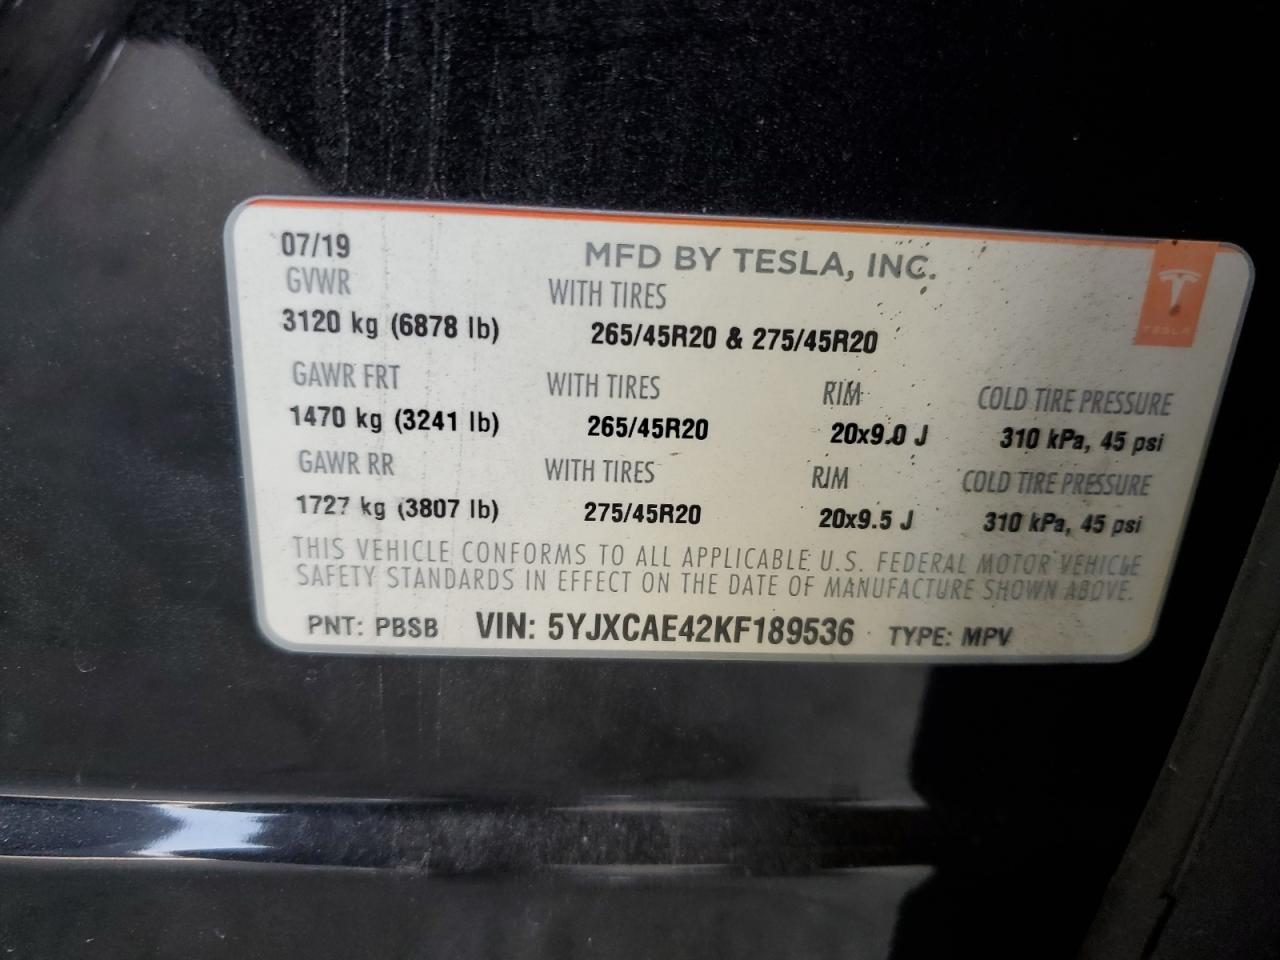 07/19 MFD BY TESLA, INC.
GVWR WITH TIRES
3120 kg (6878 lb) 265/45R20 & 275/45R20
GAWR FRT WITH TIRES RIM COLD TIRE PRESSURE
1470 kg (3241 lb) 265/45R20 20x9.0 J 310 kPa, 45 psi
GAWR RR WITH TIRES RIM COLD TIRE PRESSURE
1727 kg (3807 lb) 275/45R20 20x9.5 J 310 kPa, 45 psi
THIS VEHICLE CONFORMS TO ALL APPLICABLE U.S. FEDERAL MOTOR VEHICLE
SAFETY STANDARDS IN EFFECT ON THE DATE OF MANUFACTURE SHOWN ABOVE.
PNT: PBSB VIN: 5YJXCAE42KF189536 TYPE: MPV
TESLA